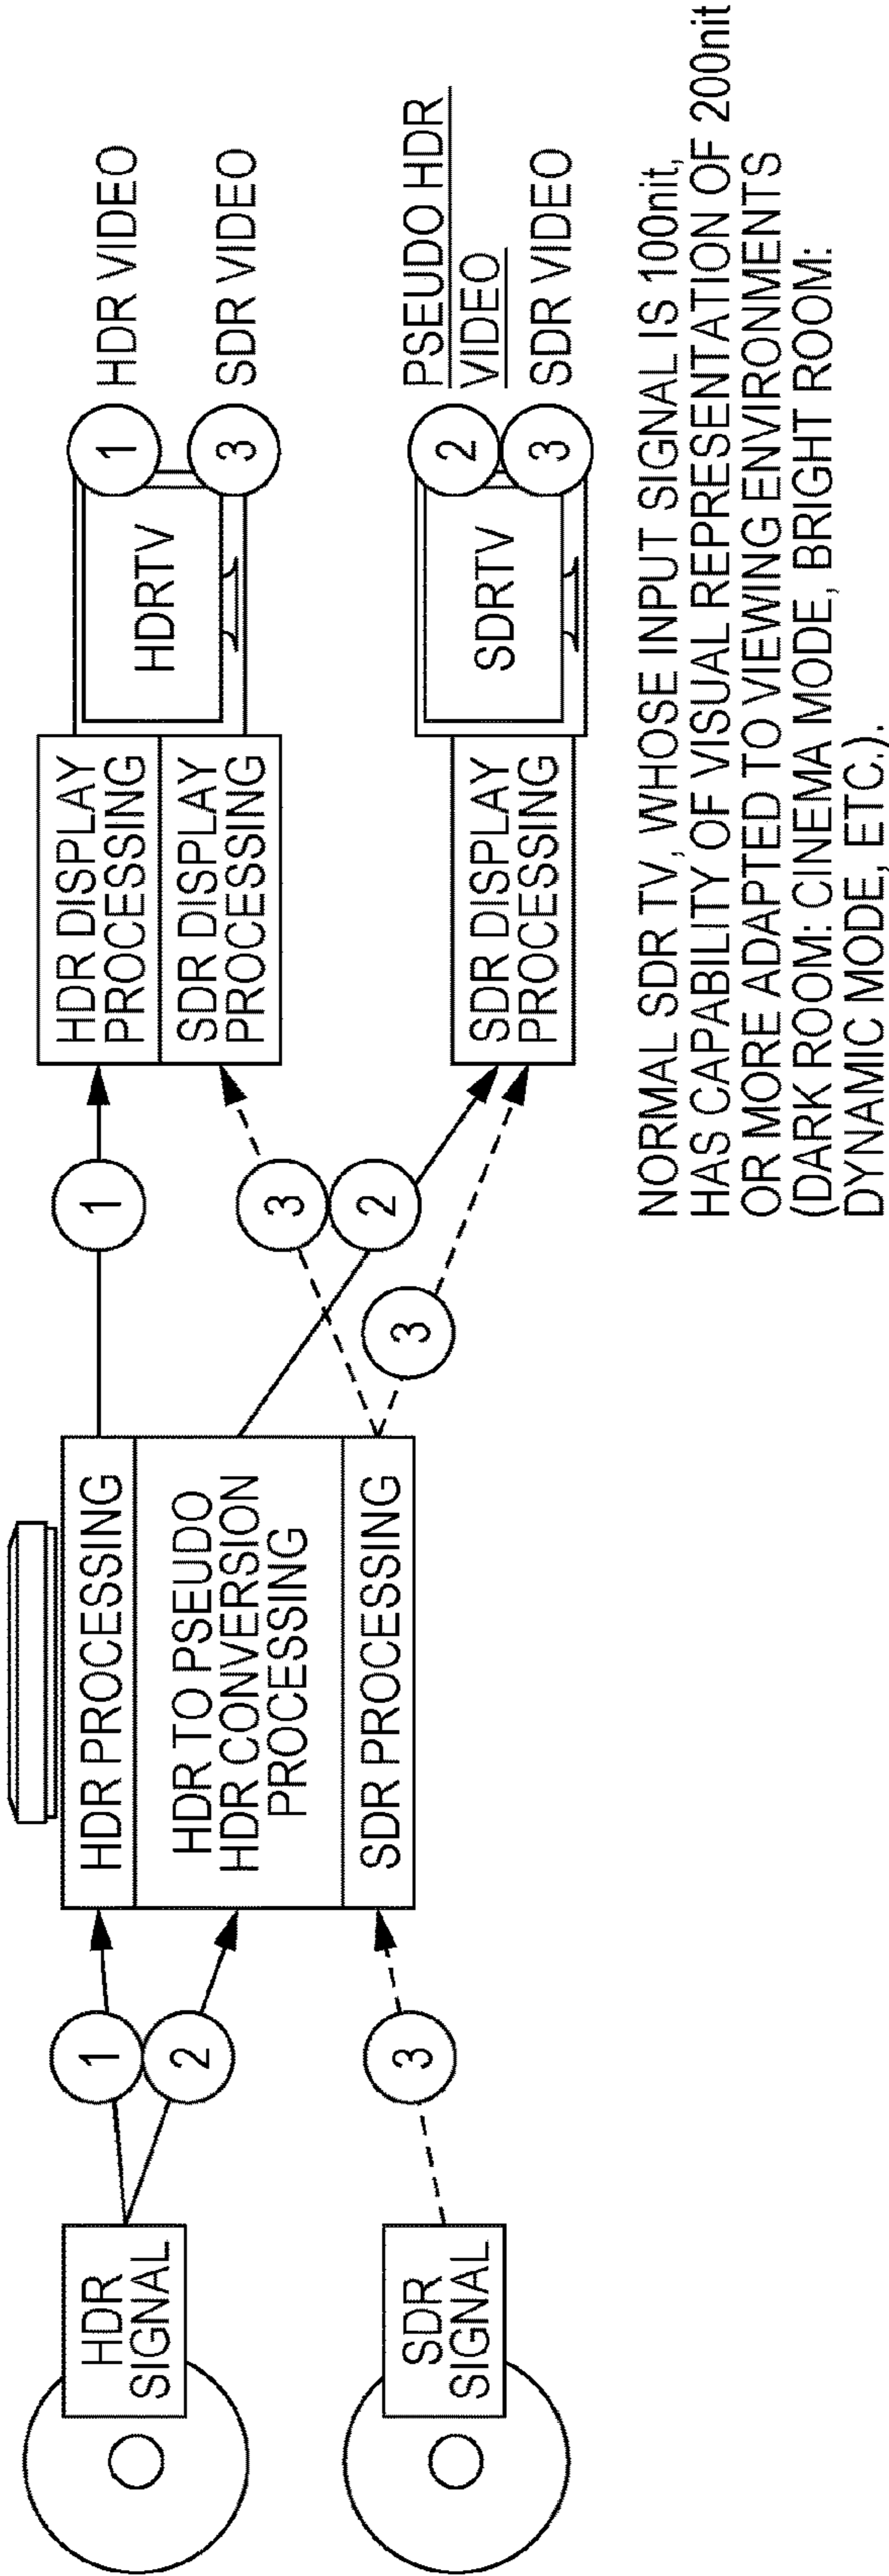 HDR
SIGNAL
SDR
SIGNAL
1
2
3
HDR PROCESSING
HDR TO PSEUDO
HDR CONVERSION
PROCESSING
SDR PROCESSING
1
3
2
3
HDR DISPLAY
PROCESSING
SDR DISPLAY
PROCESSING
SDR DISPLAY
PROCESSING
HDRTV
SDRTV
1
HDR VIDEO
3
SDR VIDEO
2
PSEUDO HDR
VIDEO
3
SDR VIDEO
NORMAL SDR TV, WHOSE INPUT SIGNAL IS 100nit,
HAS CAPABILITY OF VISUAL REPRESENTATION OF 200nit
OR MORE ADAPTED TO VIEWING ENVIRONMENTS
(DARK ROOM: CINEMA MODE, BRIGHT ROOM:
DYNAMIC MODE, ETC.).